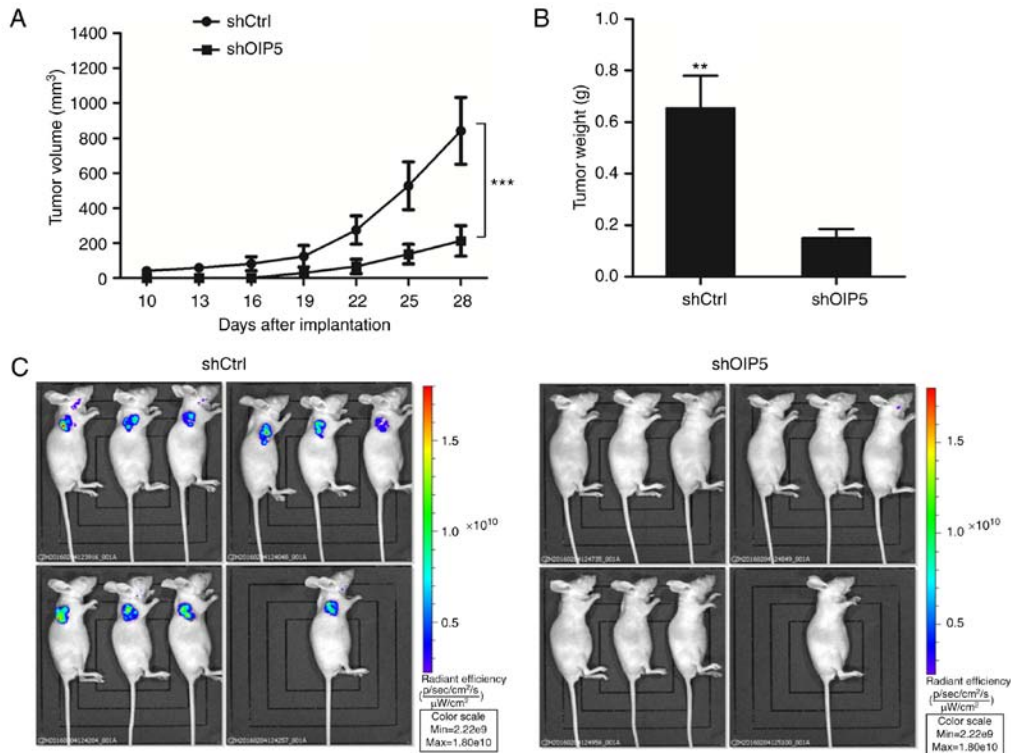 A
shCtrl
shOIP5
1400
1200
1000
800
600
400
200
0
Tumor volume (mm³)
***
10 13 16 19 22 25 28
Days after implantation
B
1.0
0.8
0.6
0.4
0.2
0.0
Tumor weight (g)
**
shCtrl shOIP5
C
shCtrl
1.5
1.0 ×10¹⁰
0.5
Radiant efficiency
(p/sec/cm²/s)
µW/cm²
Color scale
Min=2.22e9
Max=1.80e10
shOIP5
1.5
1.0 ×10¹⁰
0.5
Radiant efficiency
(p/sec/cm²/s)
µW/cm²
Color scale
Min=2.22e9
Max=1.80e10